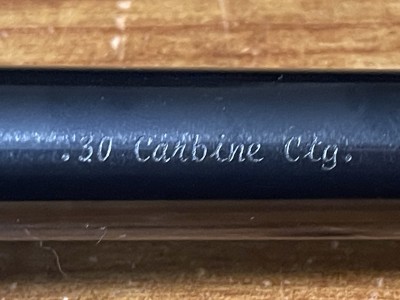 .30 Carbine Ctg.